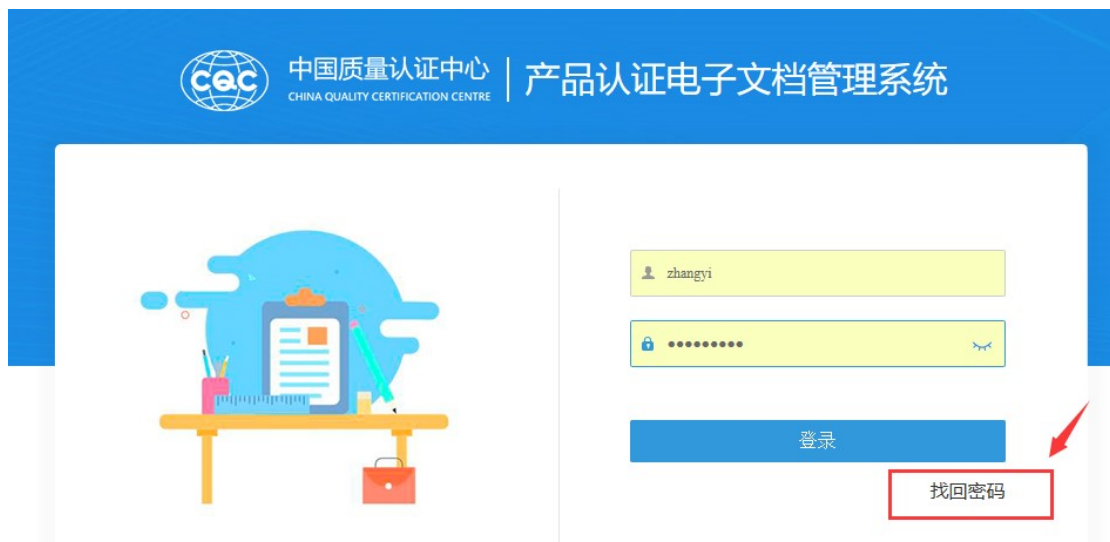 CQC
中国质量认证中心
CHINA QUALITY CERTIFICATION CENTRE
产品认证电子文档管理系统
zhangyi
•••••••••
登录
找回密码